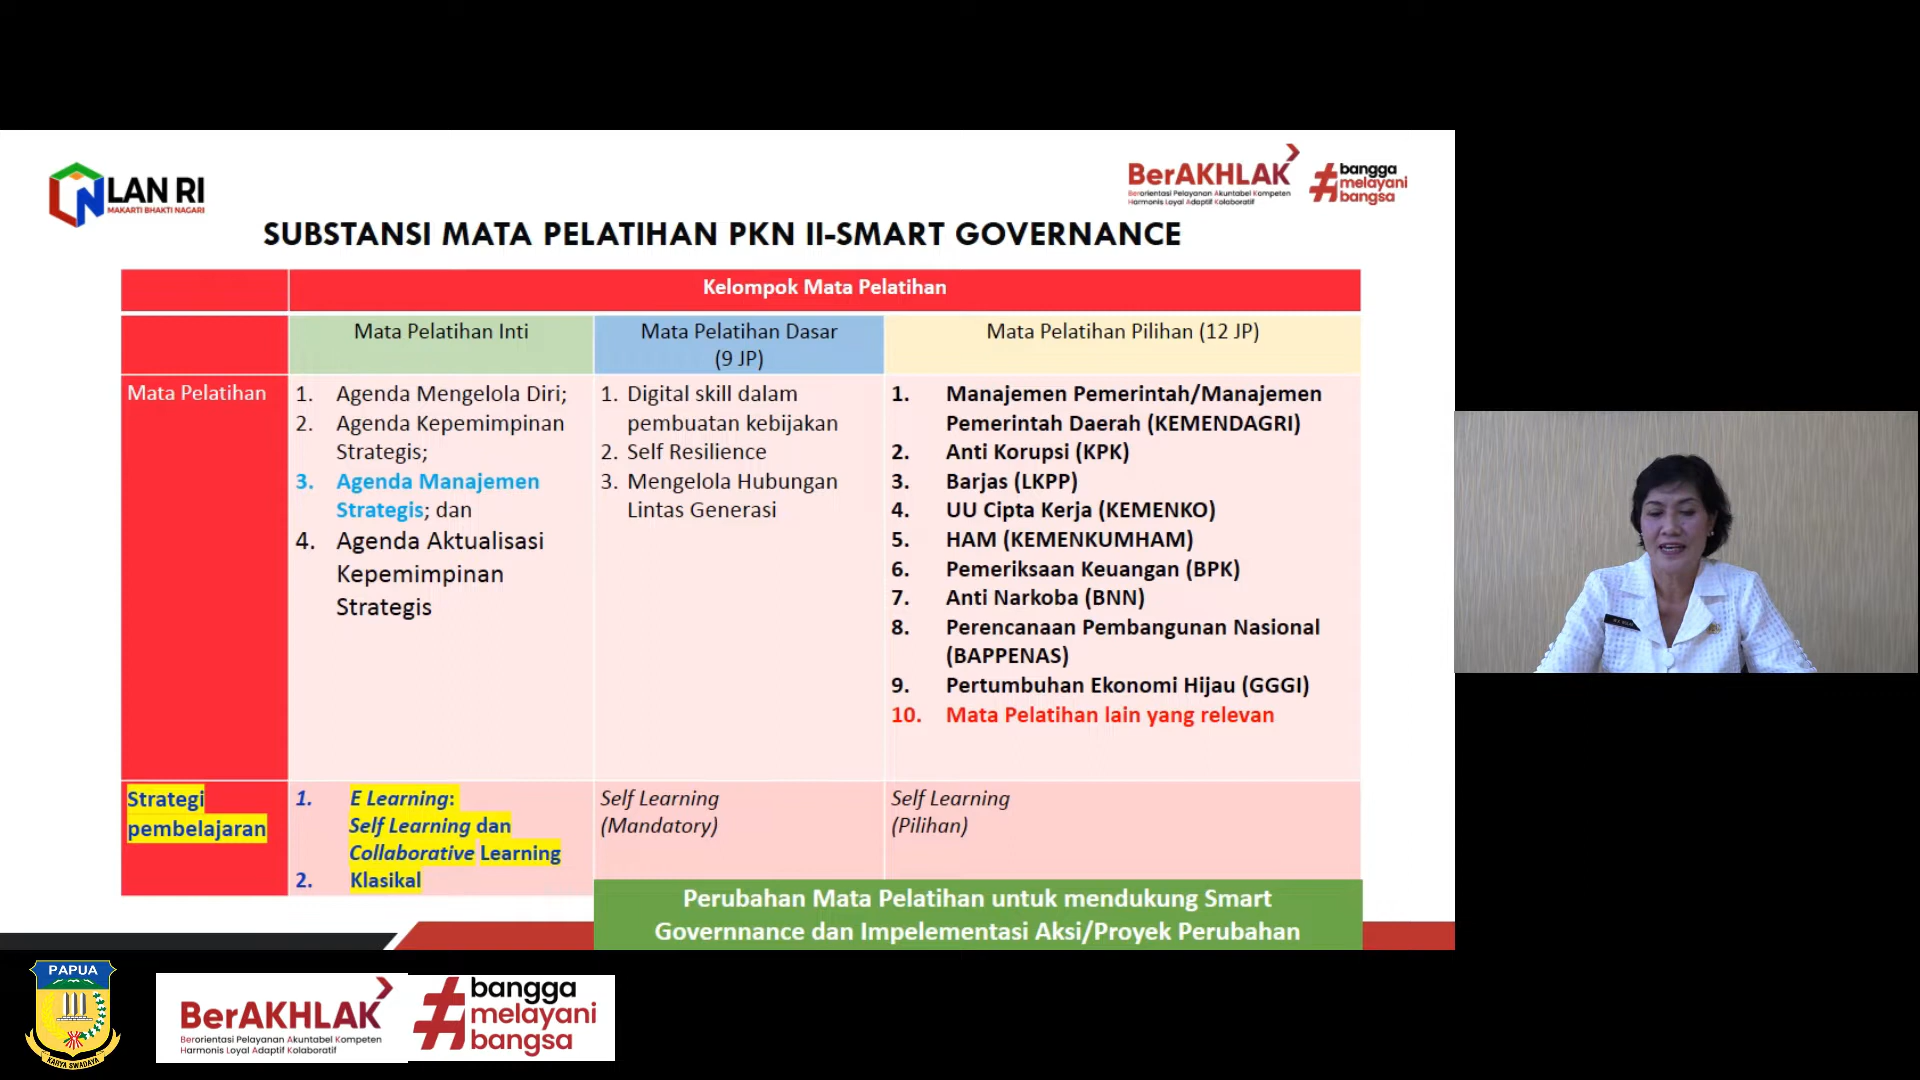 LAN RI
MAKARTI BHAKTI NAGARI
BerAKHLAK
Berorientasi Pelayanan Akuntabel Kompeten
Harmonis Loyal Adaptif Kolaboratif
#bangga
melayani
bangsa
SUBSTANSI MATA PELATIHAN PKN II-SMART GOVERNANCE
Kelompok Mata Pelatihan
Mata Pelatihan Inti
Mata Pelatihan Dasar
(9 JP)
Mata Pelatihan Pilihan (12 JP)
Mata Pelatihan
1. Agenda Mengelola Diri;
2. Agenda Kepemimpinan
Strategis;
3. Agenda Manajemen
Strategis; dan
4. Agenda Aktualisasi
Kepemimpinan
Strategis
1. Digital skill dalam
pembuatan kebijakan
2. Self Resilience
3. Mengelola Hubungan
Lintas Generasi
1. Manajemen Pemerintah/Manajemen
Pemerintah Daerah (KEMENDAGRI)
2. Anti Korupsi (KPK)
3. Barjas (LKPP)
4. UU Cipta Kerja (KEMENKO)
5. HAM (KEMENKUMHAM)
6. Pemeriksaan Keuangan (BPK)
7. Anti Narkoba (BNN)
8. Perencanaan Pembangunan Nasional
(BAPPENAS)
9. Pertumbuhan Ekonomi Hijau (GGGI)
10. Mata Pelatihan lain yang relevan
Strategi
pembelajaran
1. E Learning:
Self Learning dan
Collaborative Learning
2. Klasikal
Self Learning
(Mandatory)
Self Learning
(Pilihan)
Perubahan Mata Pelatihan untuk mendukung Smart
Governnance dan Impelementasi Aksi/Proyek Perubahan
PAPUA
KARYA SWADAYA
BerAKHLAK
Berorientasi Pelayanan Akuntabel Kompeten
Harmonis Loyal Adaptif Kolaboratif
#bangga
melayani
bangsa